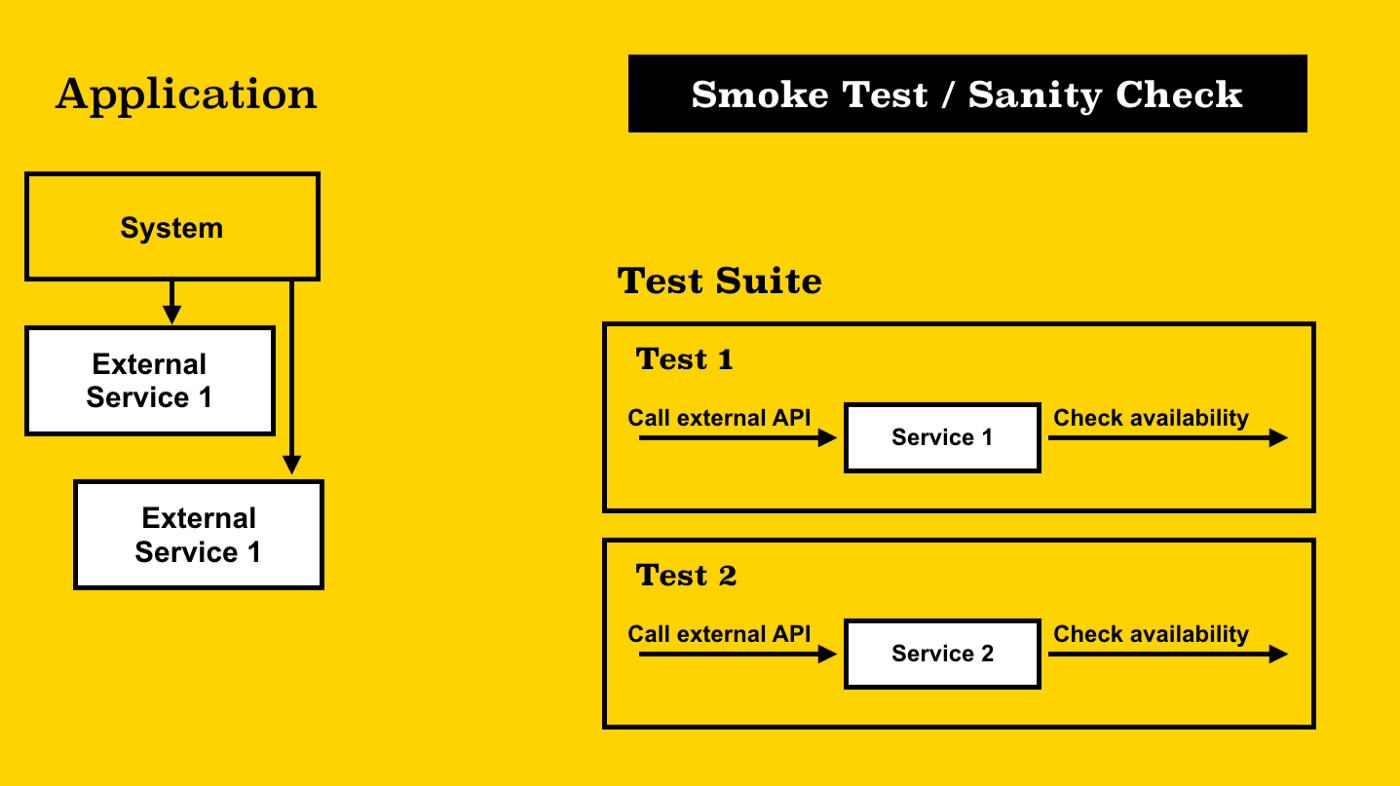 Application
System
External
Service 1
External
Service 1
Smoke Test / Sanity Check
Test Suite
Test 1
Call external API
Service 1
Check availability
Test 2
Call external API
Service 2
Check availability